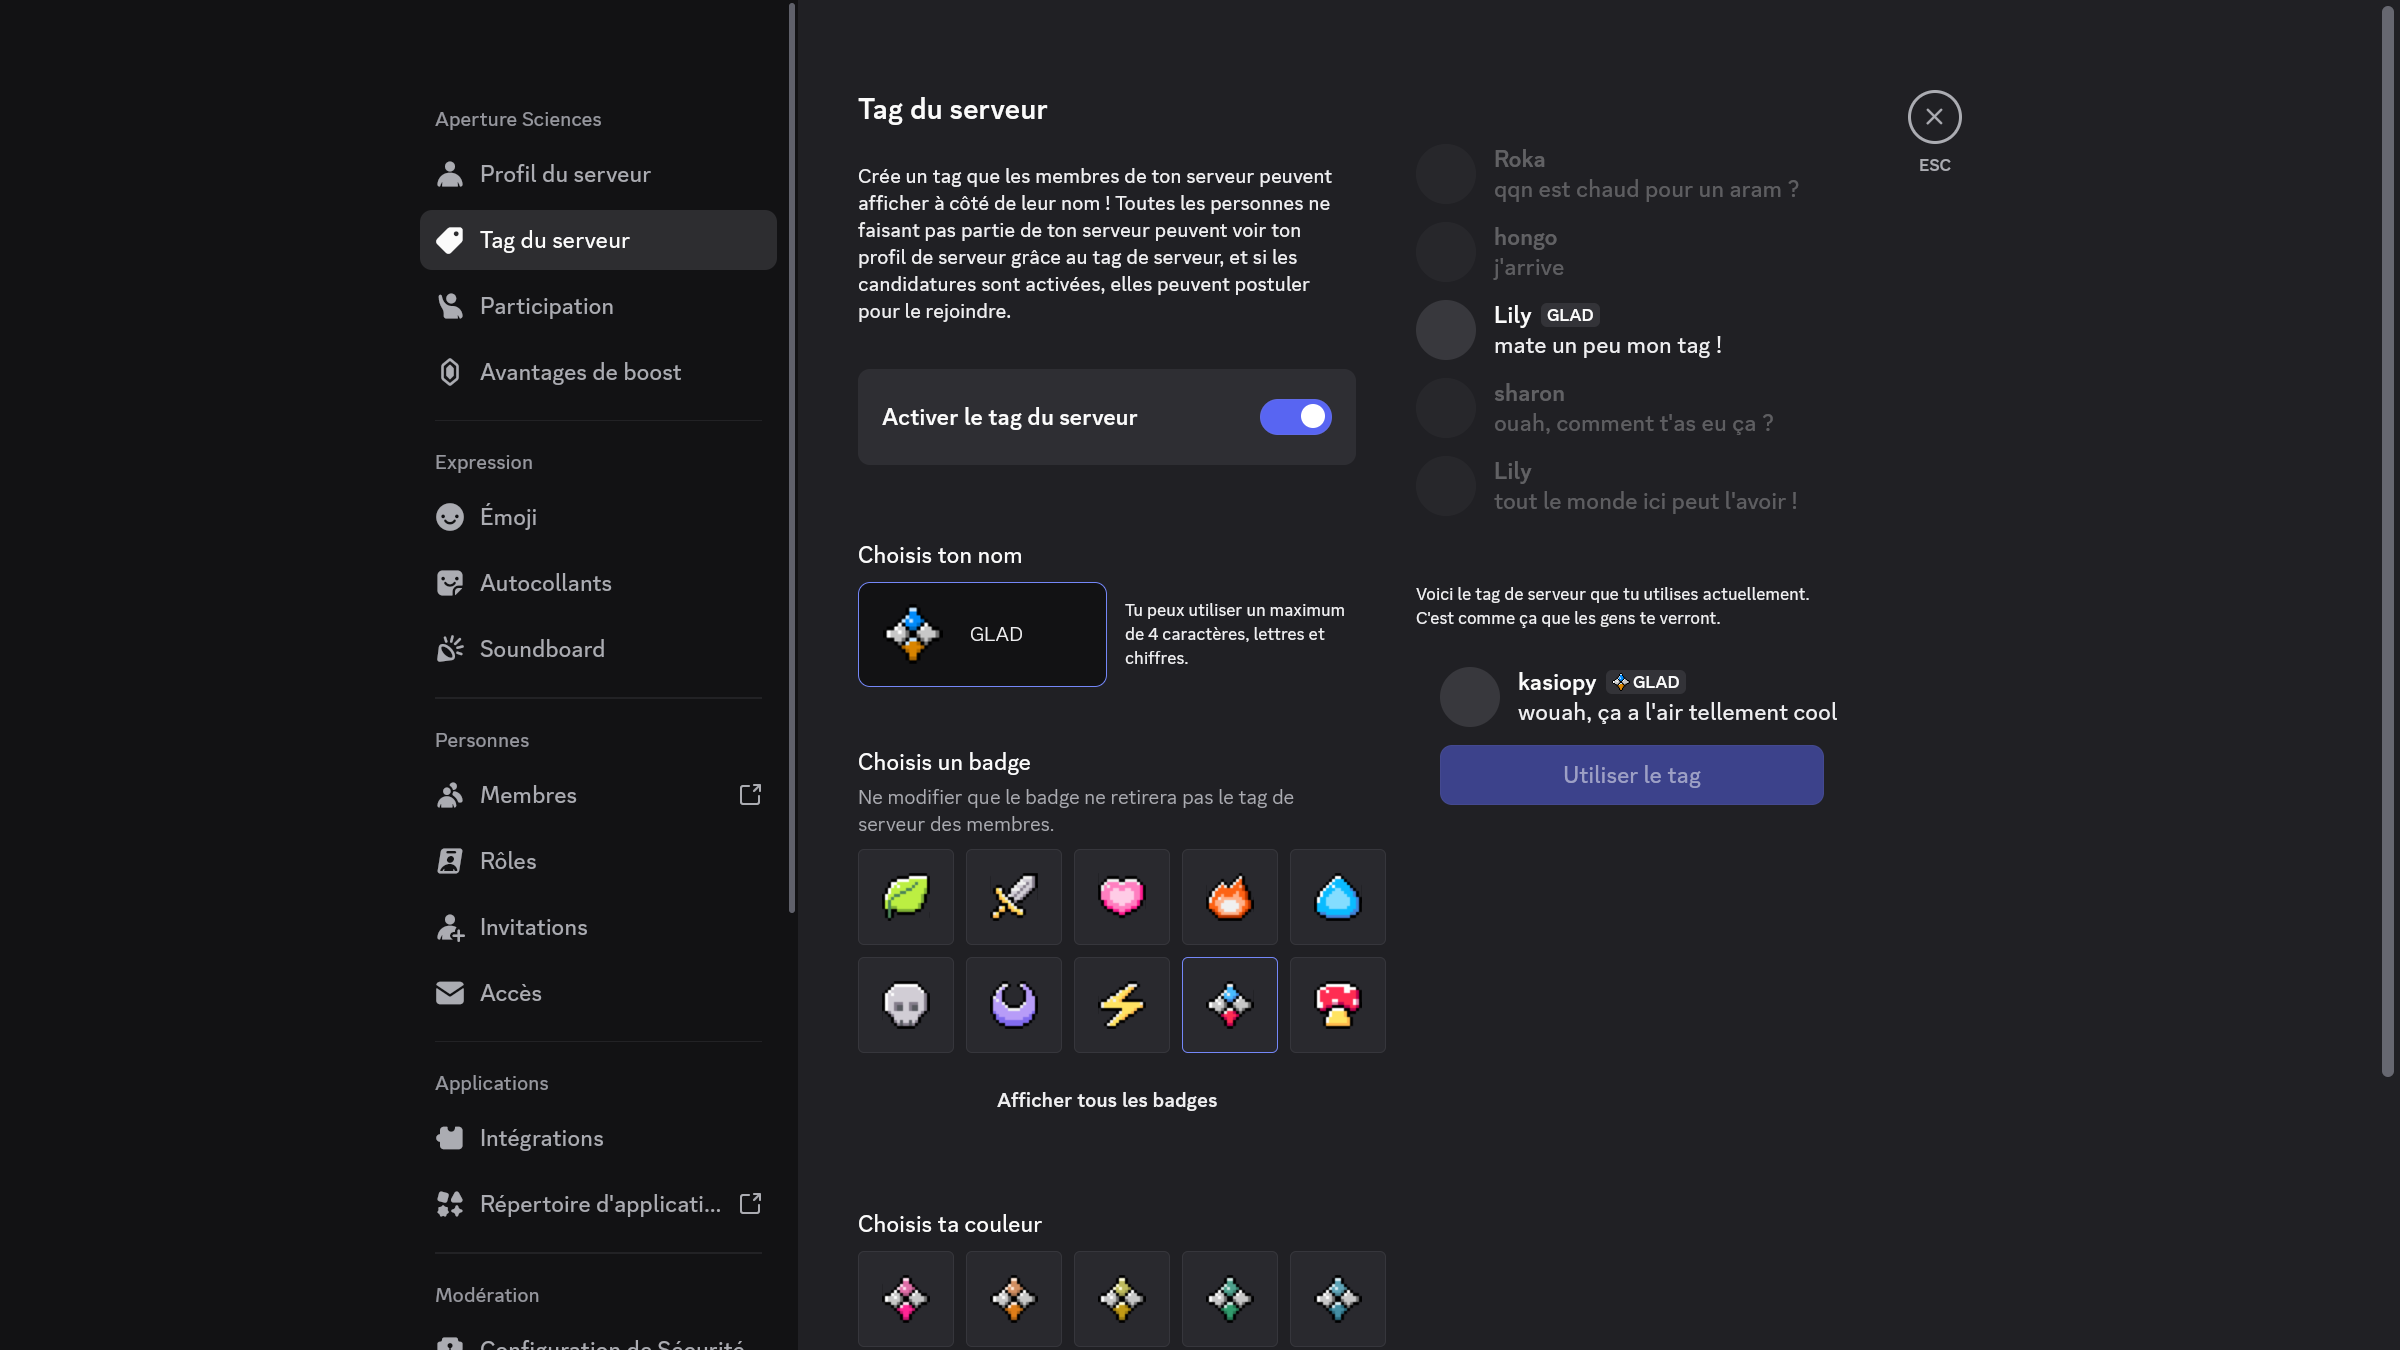 Aperture Sciences
Profil du serveur
Tag du serveur
Participation
Avantages de boost
Expression
Émoji
Autocollants
Soundboard
Personnes
Membres
Rôles
Invitations
Accès
Applications
Intégrations
Répertoire d'applicati...
Modération
Configuration de Sécurité
Tag du serveur
Crée un tag que les membres de ton serveur peuvent
afficher à côté de leur nom ! Toutes les personnes ne
faisant pas partie de ton serveur peuvent voir ton
profil de serveur grâce au tag de serveur, et si les
candidatures sont activées, elles peuvent postuler
pour le rejoindre.
Activer le tag du serveur
Choisis ton nom
GLAD
Tu peux utiliser un maximum
de 4 caractères, lettres et
chiffres.
Choisis un badge
Ne modifier que le badge ne retirera pas le tag de
serveur des membres.
Afficher tous les badges
Choisis ta couleur
Roka
qqn est chaud pour un aram ?
hongo
j'arrive
Lily GLAD
mate un peu mon tag !
sharon
ouah, comment t'as eu ça ?
Lily
tout le monde ici peut l'avoir !
Voici le tag de serveur que tu utilises actuellement.
C'est comme ça que les gens te verront.
kasiopy GLAD
wouah, ça a l'air tellement cool
Utiliser le tag
ESC